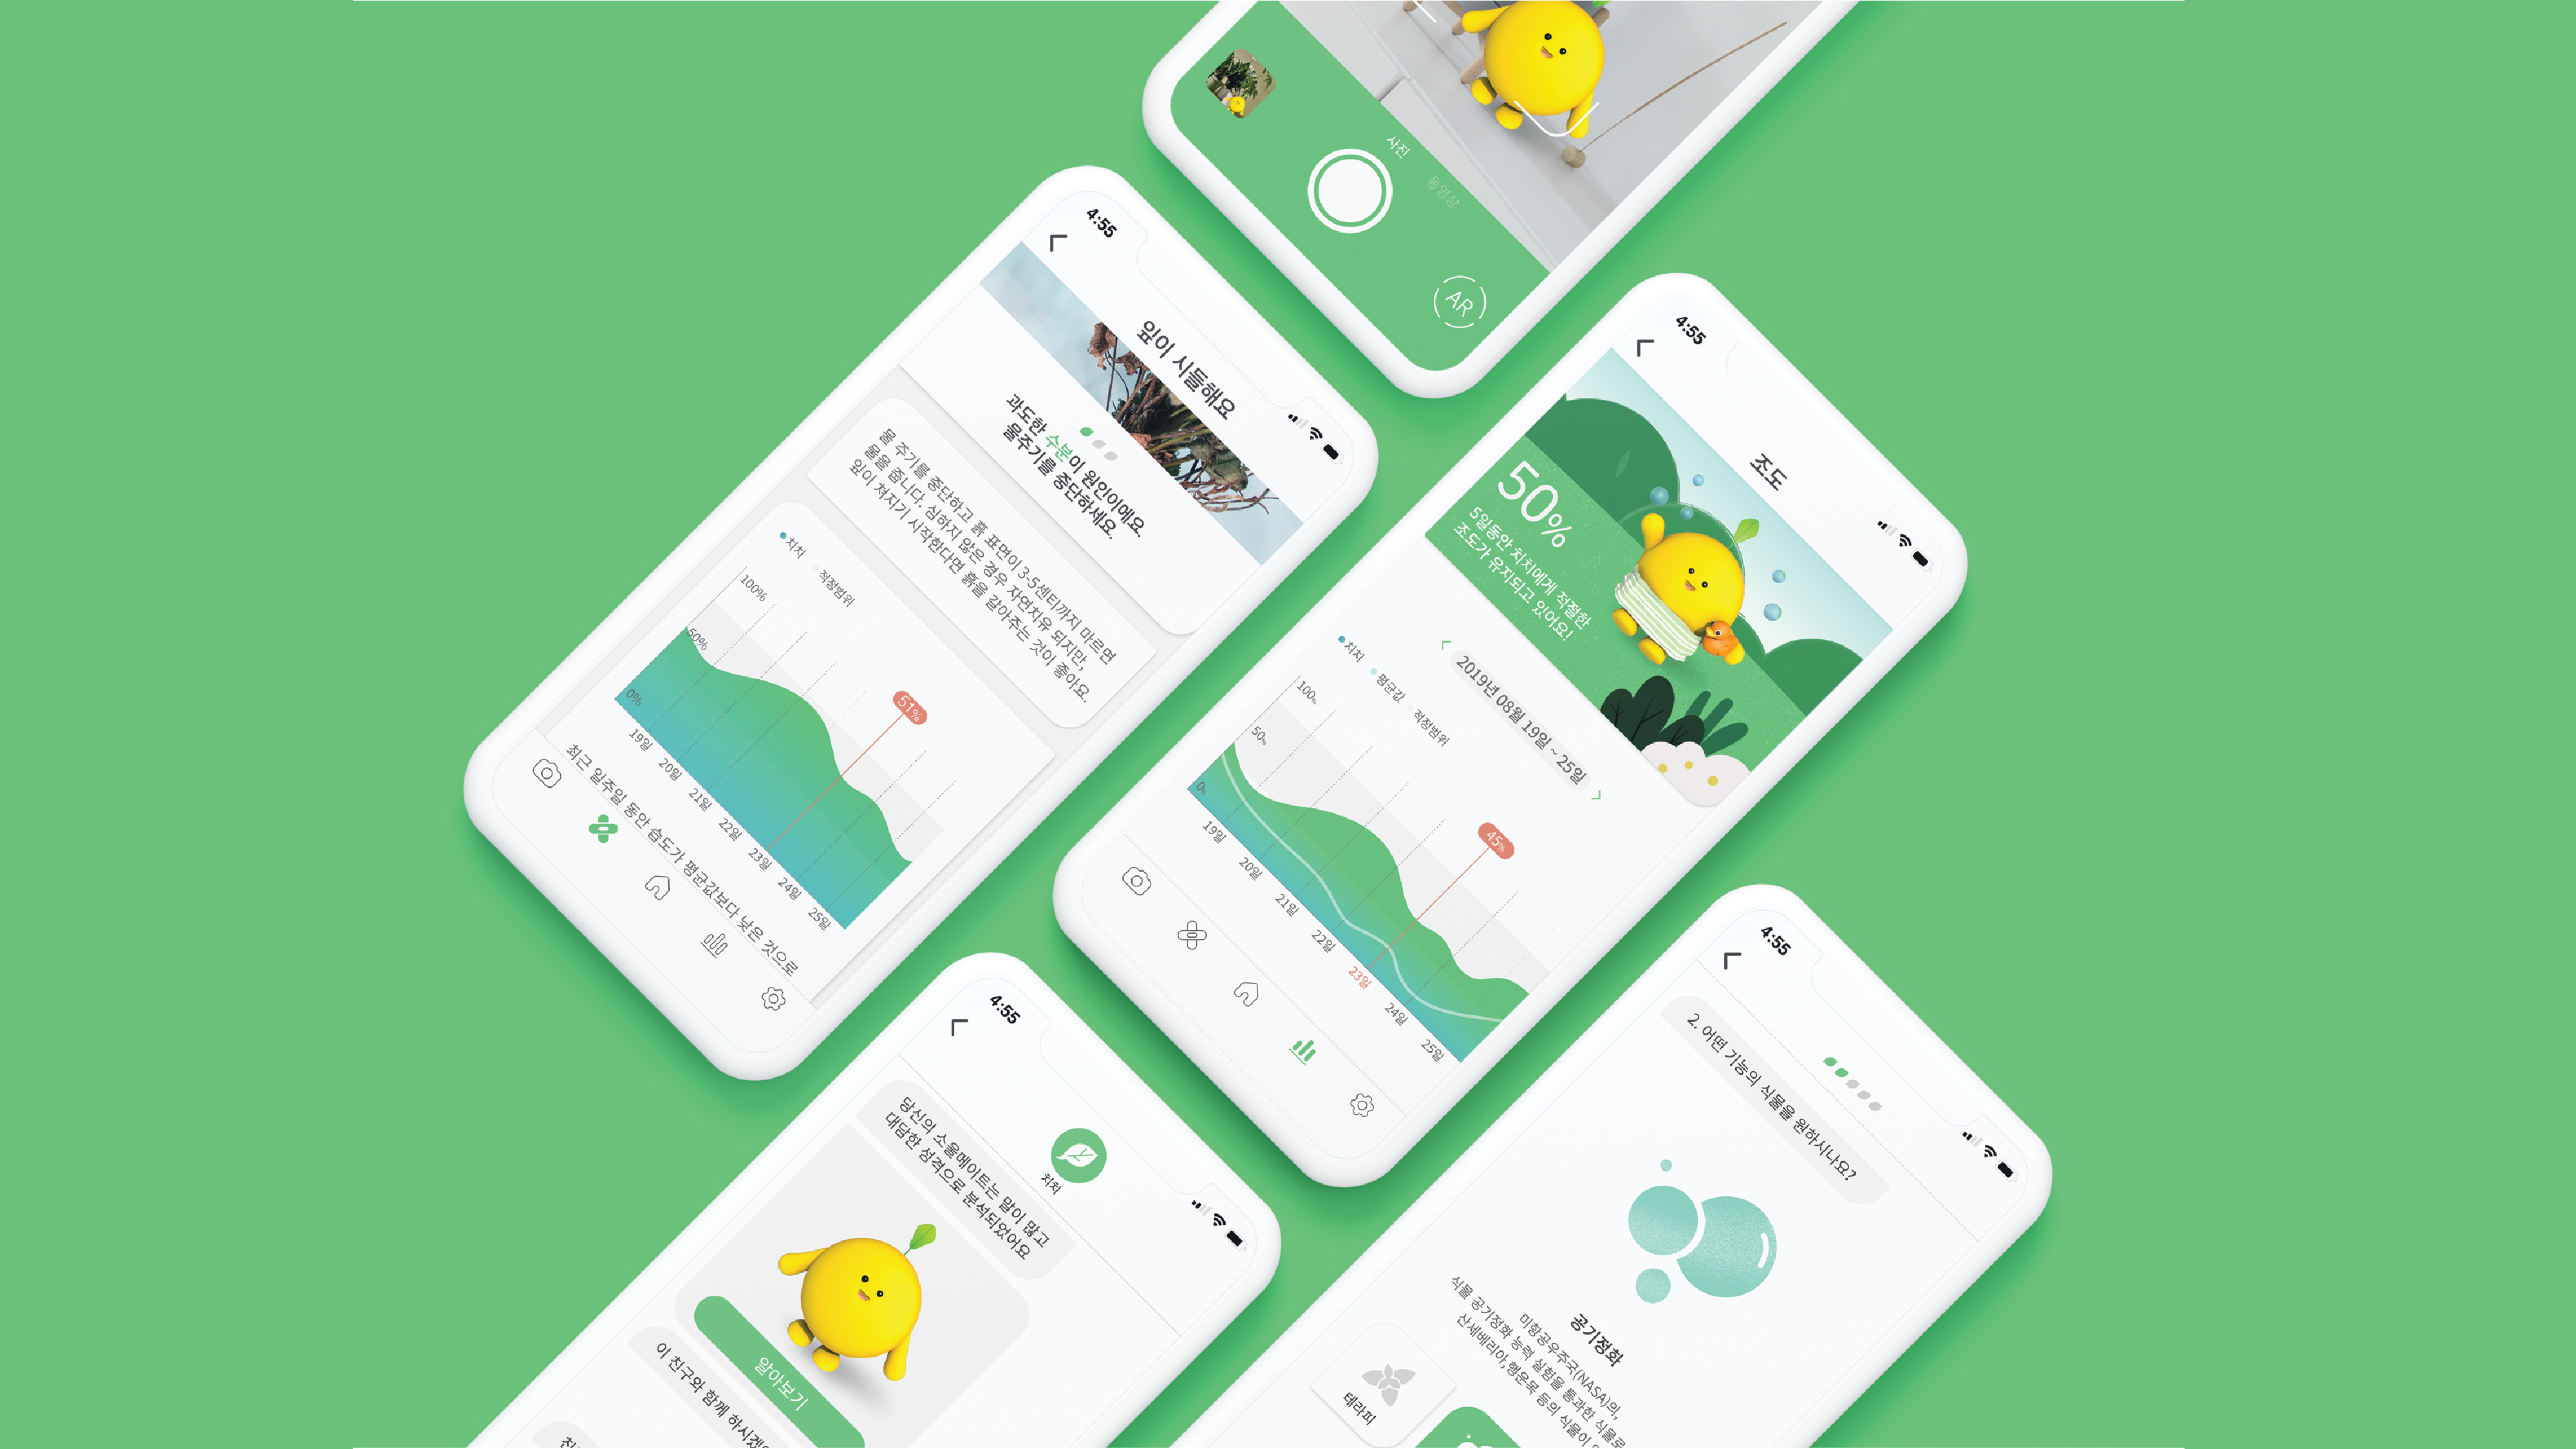 사진
동영상
AR
4:55
잎이 시들해요
과도한 수분이 원인이에요
물주기를 중단하세요.
물 주기를 중단하고 흙 표면이 3-5센티까지 마르면
물을 줍니다. 심하지 않은 경우 자연치유 되지만,
잎이 쳐지기 시작한다면 흙을 갈아주는 것이 좋아요.
치치 적정범위
100%
50%
0%
51%
19일 20일 21일 22일 23일 24일 25일
최근 일주일 동안 습도가 평균값보다 낮은 것으로
4:55
조도
50%
5일동안 치치에게 적절한
조도가 유지되고 있어요!
2019년 08월 19일 ~ 25일
치치 평균값 적정범위
100%
50%
0%
45%
19일 20일 21일 22일 23일 24일 25일
4:55
치치
당신의 소울메이트는 말이 많고
대담한 성격으로 분석되었어요
알아보기
이 친구와 함께 하시겠
4:55
2. 어떤 기능의 식물을 원하시나요?
공기정화
미항공우주국(NASA)의,
식물 공기정화 능력 실험을 통과한 식물로
산세베리아, 행운목 등의 식물이
테라피